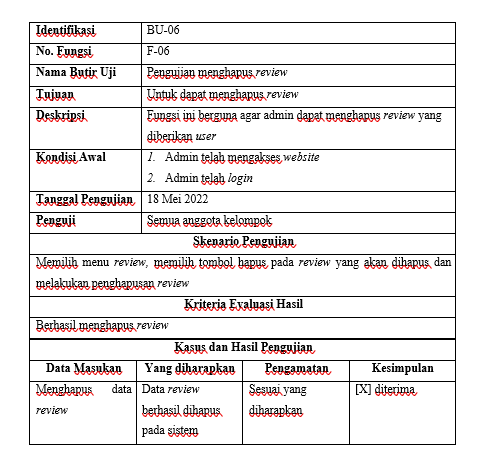 Identifikasi BU-06
No. Fungsi F-06
Nama Butir Uji Pengujian menghapus review
Tujuan Untuk dapat menghapus review
Deskripsi Fungsi ini berguna agar admin dapat menghapus review yang
diberikan user
Kondisi Awal 1. Admin telah mengakses website
2. Admin telah login
Tanggal Pengujian 18 Mei 2022
Penguji Semua anggota kelompok
Skenario Pengujian
Memilih menu review, memilih tombol hapus pada review yang akan dihapus dan
melakukan penghapusan review
Kriteria Evaluasi Hasil
Berhasil menghapus review
Kasus dan Hasil Pengujian
Data Masukan Yang diharapkan Pengamatan Kesimpulan
Menghapus data Data review Sesuai yang [X] diterima
review berhasil dihapus diharapkan
pada sistem